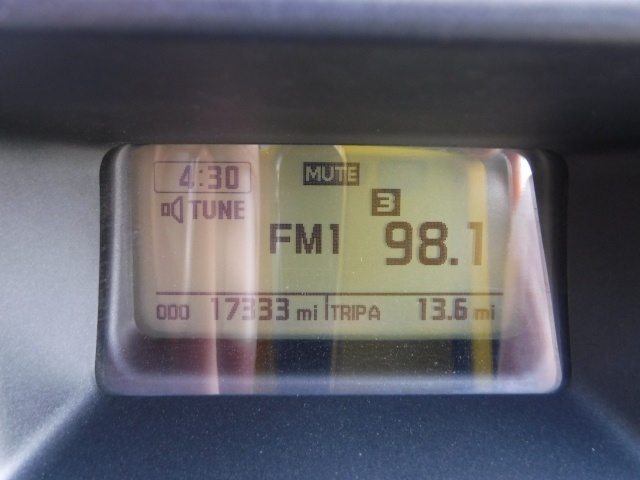 4:30 MUTE
TUNE 3
FM1 98.1
ODO 17333 mi TRIPA 13.6 mi